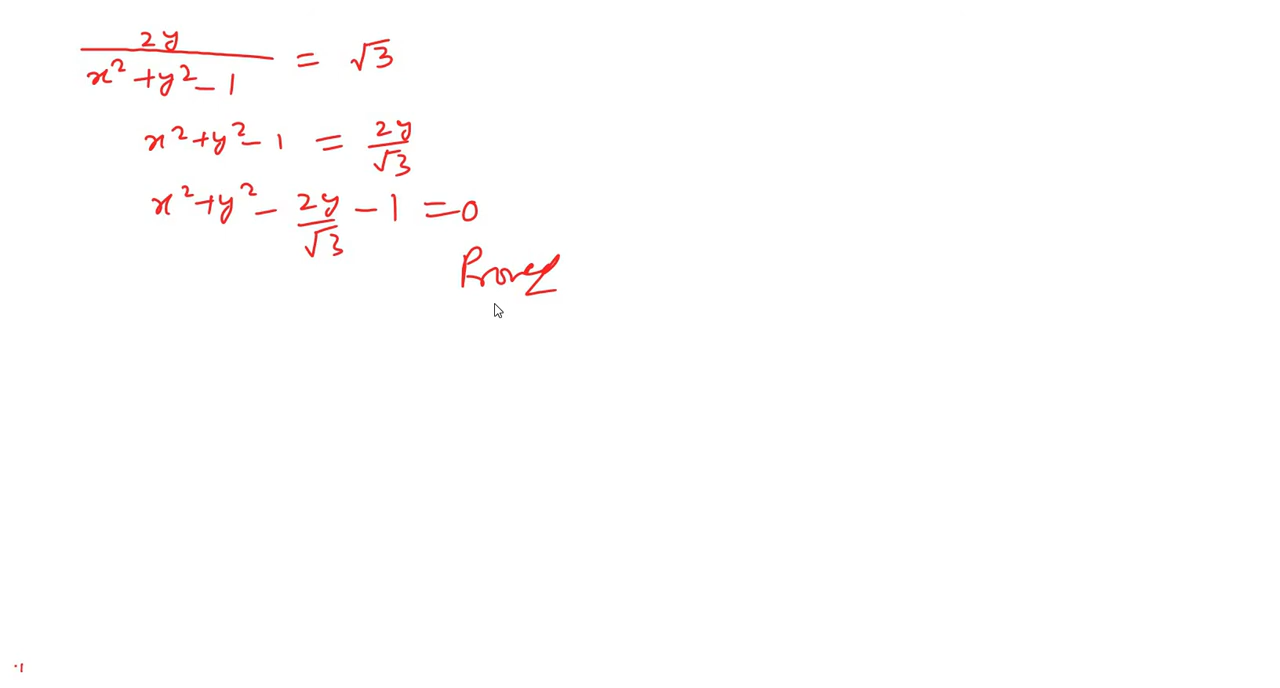 2y / x² + y² - 1 = √3
x² + y² - 1 = 2y / √3
x² + y² - 2y / √3 - 1 = 0
Proved